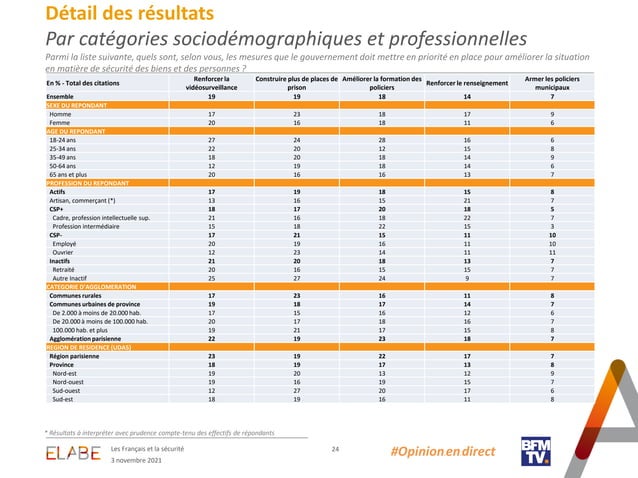 Détail des résultats
Par catégories sociodémographiques et professionnelles
Parmi la liste suivante, quels sont, selon vous, les mesures que le gouvernement doit mettre en priorité en place pour améliorer la situation
en matière de sécurité des biens et des personnes ?
En % - Total des citations Renforcer la vidéosurveillance Construire plus de places de prison Améliorer la formation des policiers Renforcer le renseignement Armer les policiers municipaux
Ensemble 19 19 18 14 7
SEXE DU REPONDANT
Homme 17 23 18 17 9
Femme 20 16 18 11 6
AGE DU REPONDANT
18-24 ans 27 24 28 16 6
25-34 ans 22 20 12 15 8
35-49 ans 18 20 18 14 9
50-64 ans 12 19 18 14 6
65 ans et plus 20 16 16 13 7
PROFESSION DU REPONDANT
Actifs 17 19 18 15 8
Artisan, commerçant (*) 13 16 15 21 7
CSP+ 18 17 20 18 5
Cadre, profession intellectuelle sup. 21 16 18 22 7
Profession intermédiaire 15 18 22 15 3
CSP- 17 21 15 11 10
Employé 20 19 16 11 10
Ouvrier 12 23 14 11 11
Inactifs 21 20 18 13 7
Retraité 20 16 15 15 7
Autre Inactif 25 27 24 9 7
CATEGORIE D'AGGLOMERATION
Communes rurales 17 23 16 11 8
Communes urbaines de province 19 18 17 14 7
De 2.000 à moins de 20.000 hab. 17 15 16 12 6
De 20.000 à moins de 100.000 hab. 20 17 18 16 7
100.000 hab. et plus 19 21 17 15 8
Agglomération parisienne 22 19 23 18 7
REGION DE RESIDENCE (UDA5)
Région parisienne 23 19 22 17 7
Province 18 19 17 13 8
Nord-est 19 20 13 12 9
Nord-ouest 19 16 19 15 7
Sud-ouest 12 27 20 17 6
Sud-est 18 19 16 11 8
* Résultats à interpréter avec prudence compte-tenu des effectifs de répondants
ELABE
Les Français et la sécurité
3 novembre 2021
24
#Opinion en direct
BFM
TV.